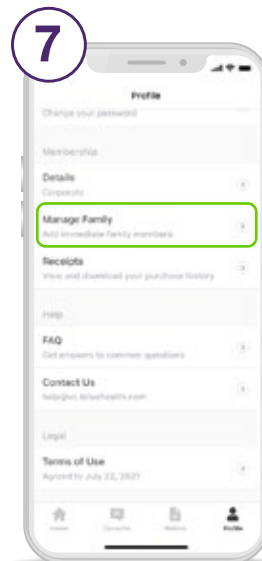 7
Profile
Change your password
Membership
Details
Corporate
Manage Family
Add immediate family members
Receipts
View and download your purchase history
Help
FAQ
Get answers to common questions
Contact Us
Legal
Terms of Use
Agreed to July 22, 2021
Home
History
Profile